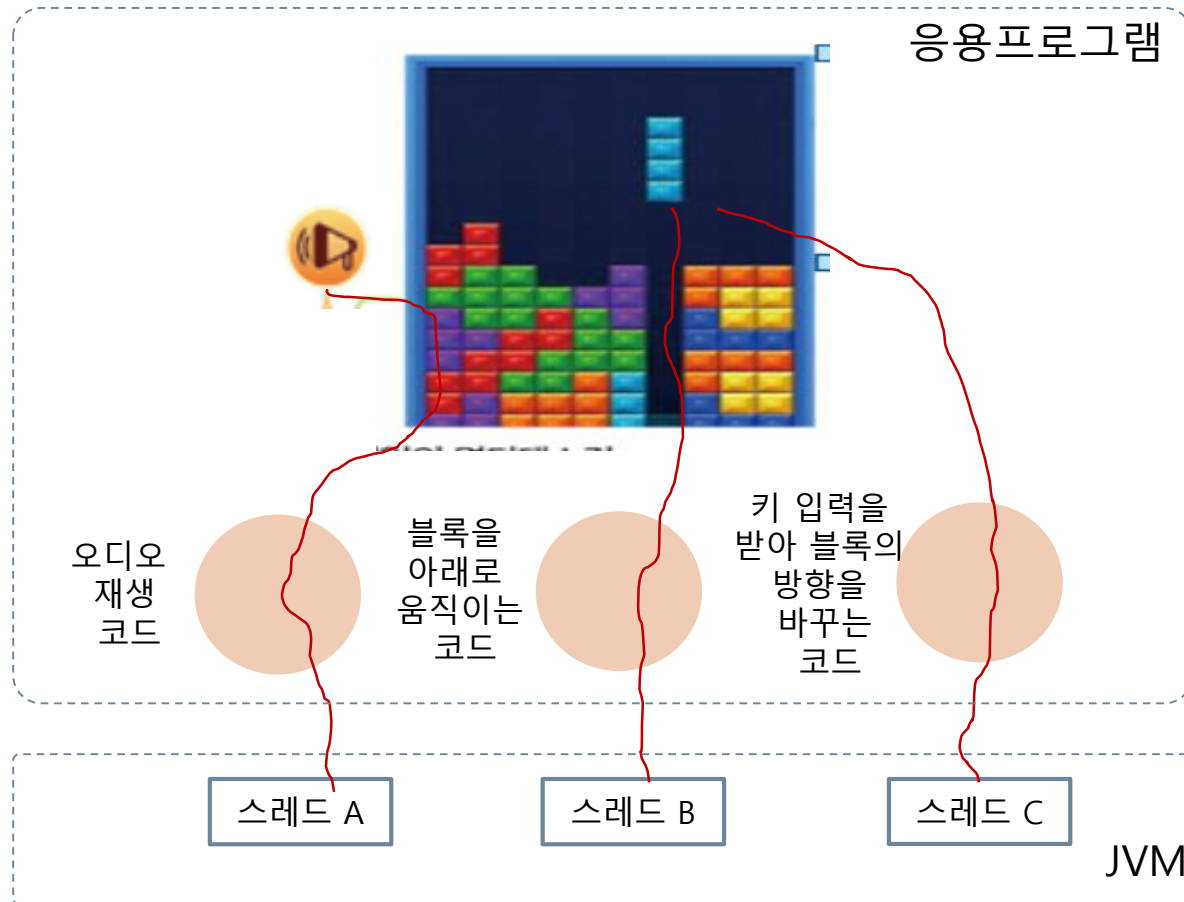 응용프로그램
오디오
재생
코드
블록을
아래로
움직이는
코드
키 입력을
받아 블록의
방향을
바꾸는
코드
스레드 A
스레드 B
스레드 C
JVM